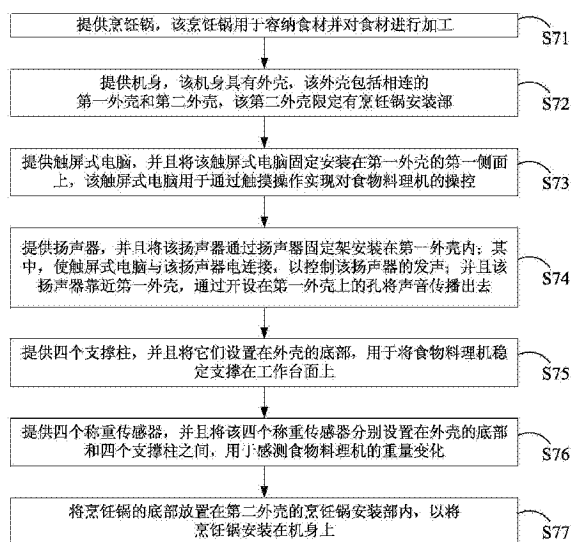 提供烹饪锅，该烹饪锅用于容纳食材并对食材进行加工
S71
提供机身，该机身具有外壳，该外壳包括相连的
第一外壳和第二外壳，该第二外壳限定有烹饪锅安装部
S72
提供触屏式电脑，并且将该触屏式电脑固定安装在第一外壳的第一侧面
上，该触屏式电脑用于通过触摸操作实现对食物料理机的操控
S73
提供扬声器，并且将该扬声器通过扬声器固定架安装在第一外壳内；其
中，使触屏式电脑与该扬声器电连接，以控制该扬声器的发声；并且该
扬声器靠近第一外壳，通过开设在第一外壳上的孔将声音传播出去
S74
提供四个支撑柱，并且将它们设置在外壳的底部，用于将食物料理机稳
定支撑在工作台面上
S75
提供四个称重传感器，并且将该四个称重传感器分别设置在外壳的底部
和四个支撑柱之间，用于感测食物料理机的重量变化
S76
将烹饪锅的底部放置在第二外壳的烹饪锅安装部内，以将
烹饪锅安装在机身上
S77